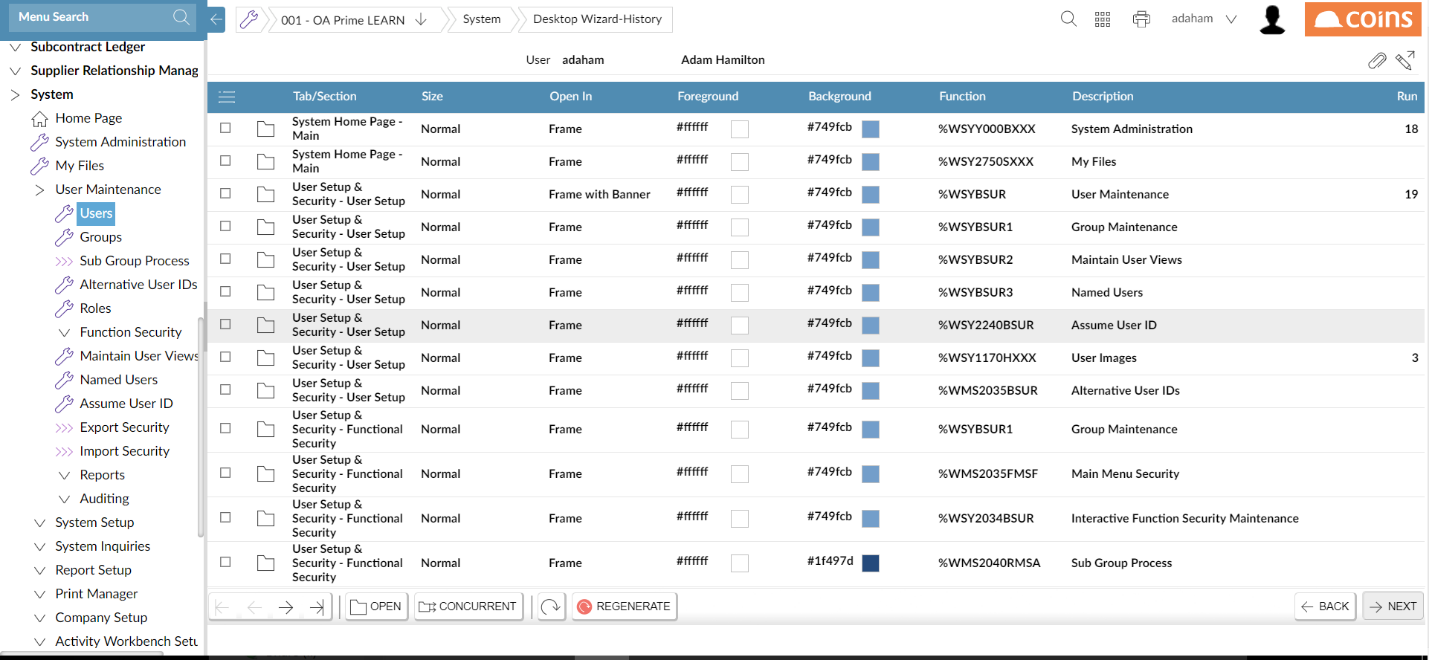 Menu Search
001 - OA Prime LEARN
System
Desktop Wizard-History
adaham
COINS
Subcontract Ledger
Supplier Relationship Manag
System
Home Page
System Administration
My Files
User Maintenance
Users
Groups
Sub Group Process
Alternative User IDs
Roles
Function Security
Maintain User Views
Named Users
Assume User ID
Export Security
Import Security
Reports
Auditing
System Setup
System Inquiries
Report Setup
Print Manager
Company Setup
Activity Workbench Setu
User adaham Adam Hamilton
Tab/Section Size Open In Foreground Background Function Description Run
System Home Page -
Main Normal Frame #ffffff #749fcb %WSYY000BXXX System Administration 18
System Home Page -
Main Normal Frame #ffffff #749fcb %WSY2750SXXX My Files
User Setup &
Security - User Setup Normal Frame with Banner #ffffff #749fcb %WSYBSUR User Maintenance 19
User Setup &
Security - User Setup Normal Frame #ffffff #749fcb %WSYBSUR1 Group Maintenance
User Setup &
Security - User Setup Normal Frame #ffffff #749fcb %WSYBSUR2 Maintain User Views
User Setup &
Security - User Setup Normal Frame #ffffff #749fcb %WSYBSUR3 Named Users
User Setup &
Security - User Setup Normal Frame #ffffff #749fcb %WSY2240BSUR Assume User ID
User Setup &
Security - User Setup Normal Frame #ffffff #749fcb %WSY1170HXXX User Images 3
User Setup &
Security - User Setup Normal Frame #ffffff #749fcb %WMS2035BSUR Alternative User IDs
User Setup &
Security - Functional Normal Frame #ffffff #749fcb %WSYBSUR1 Group Maintenance
Security
User Setup &
Security - Functional Normal Frame #ffffff #749fcb %WMS2035FMSF Main Menu Security
Security
User Setup &
Security - Functional Normal Frame #ffffff #749fcb %WSY2034BSUR Interactive Function Security Maintenance
Security
User Setup &
Security - Functional Normal Frame #ffffff #1f497d %WMS2040RMSA Sub Group Process
Security
OPEN CONCURRENT REGENERATE BACK NEXT